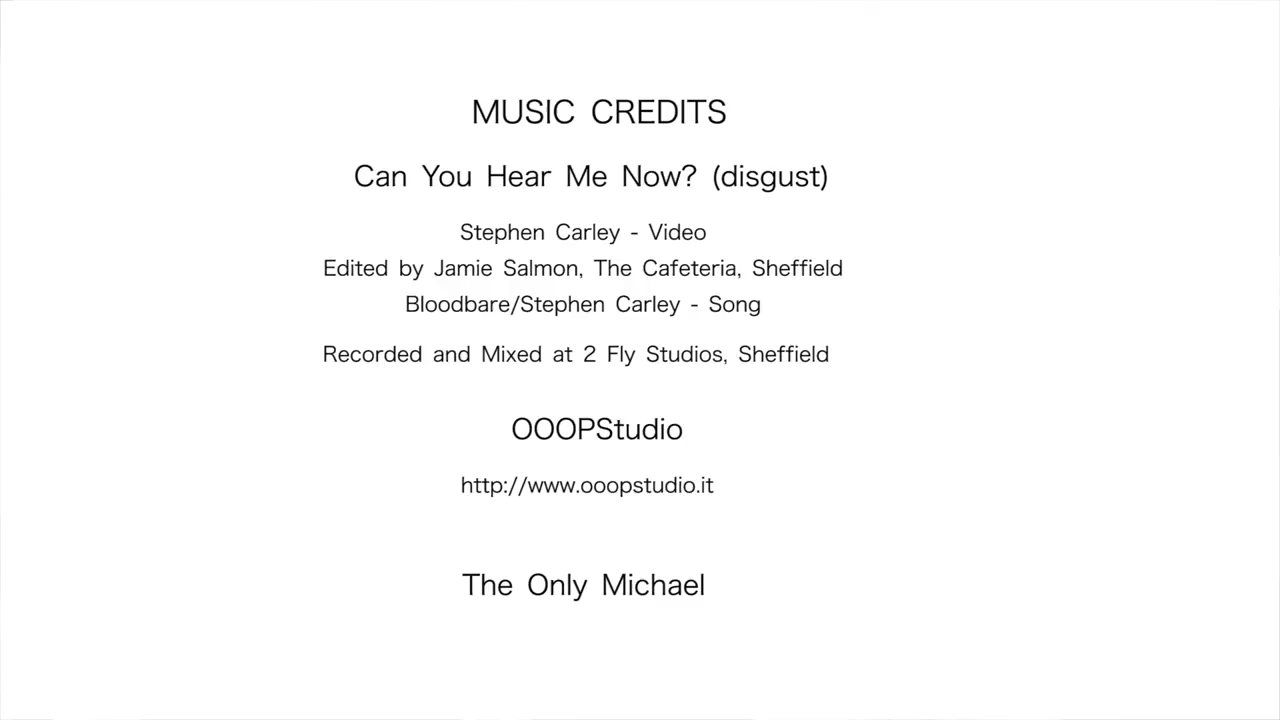 MUSIC CREDITS
Can You Hear Me Now? (disgust)
Stephen Carley - Video
Edited by Jamie Salmon, The Cafeteria, Sheffield
Bloodbare/Stephen Carley - Song
Recorded and Mixed at 2 Fly Studios, Sheffield
OOOPStudio
http://www.ooopstudio.it
The Only Michael